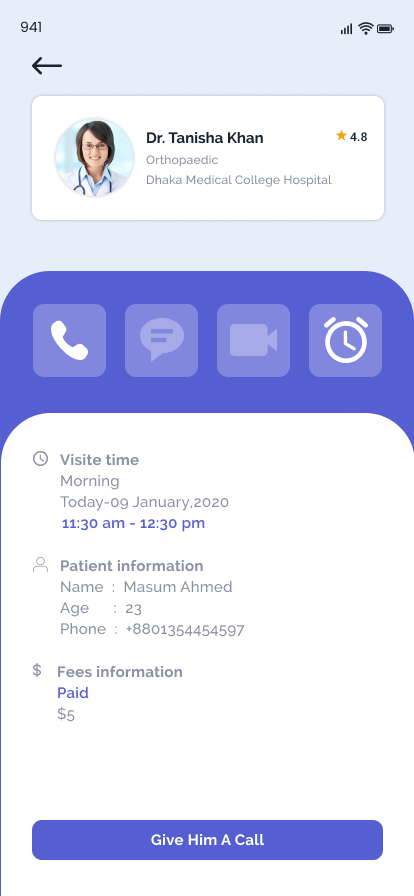 941
Dr. Tanisha Khan
4.8
Orthopaedic
Dhaka Medical College Hospital
Visite time
Morning
Today-09 January,2020
11:30 am - 12:30 pm
Patient information
Name : Masum Ahmed
Age : 23
Phone : +8801354454597
$ Fees information
Paid
$5
Give Him A Call